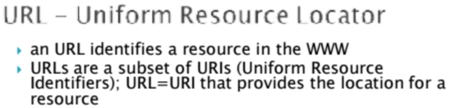 URL – Uniform Resource Locator
an URL identifies a resource in the WWW
URLs are a subset of URIs (Uniform Resource
Identifiers); URL=URI that provides the location for a
resource